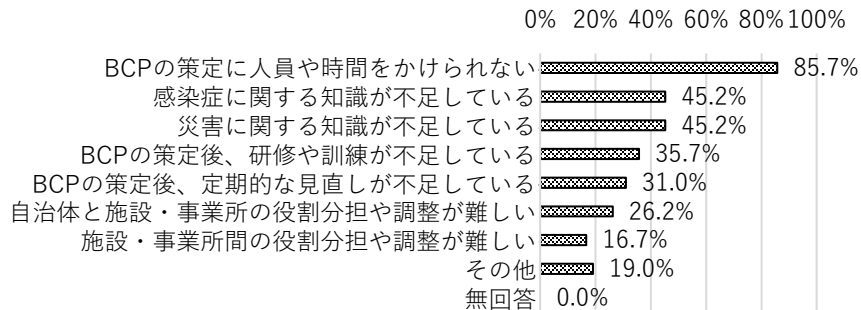 0% 20% 40% 60% 80% 100%
BCPの策定に人員や時間をかけられない 85.7%
感染症に関する知識が不足している 45.2%
災害に関する知識が不足している 45.2%
BCPの策定後、研修や訓練が不足している 35.7%
BCPの策定後、定期的な見直しが不足している 31.0%
自治体と施設・事業所の役割分担や調整が難しい 26.2%
施設・事業所間の役割分担や調整が難しい 16.7%
その他 19.0%
無回答 0.0%